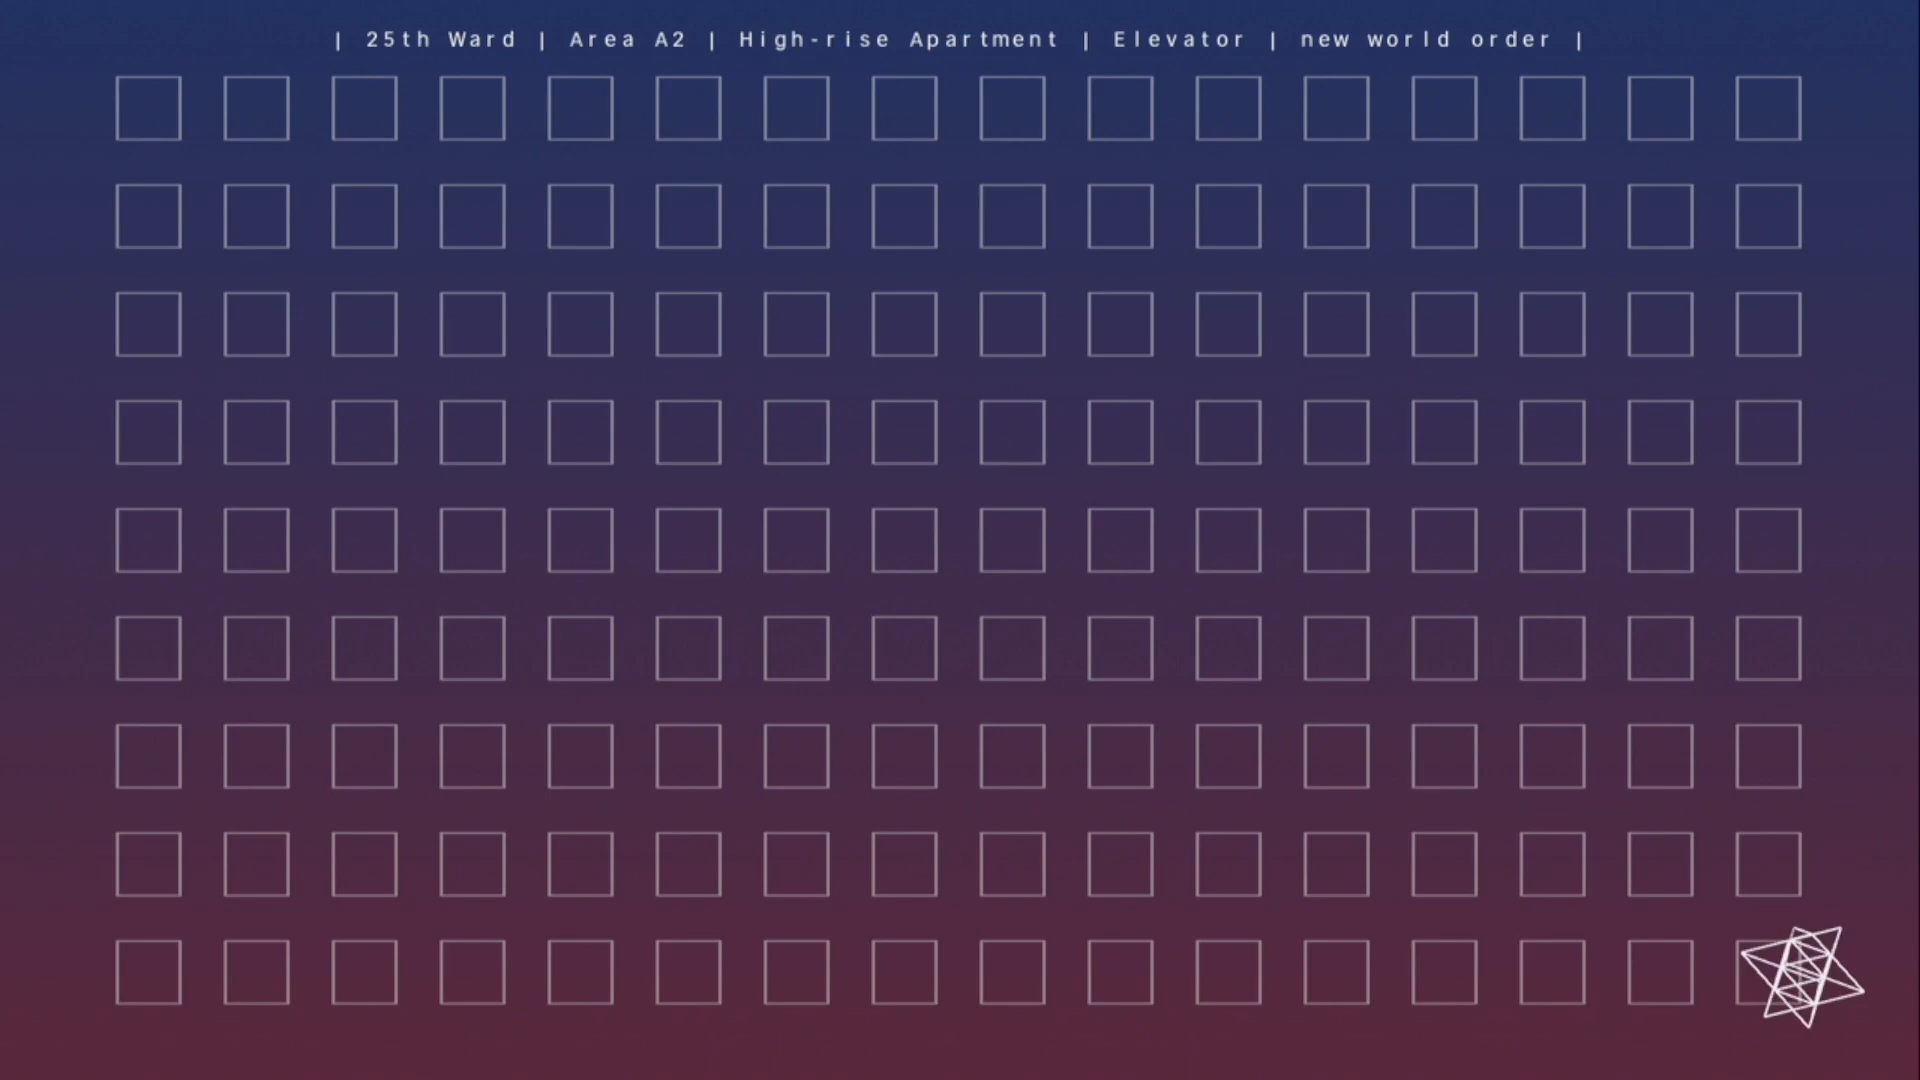 | 25th Ward | Area A2 | High-rise Apartment | Elevator | new world order |